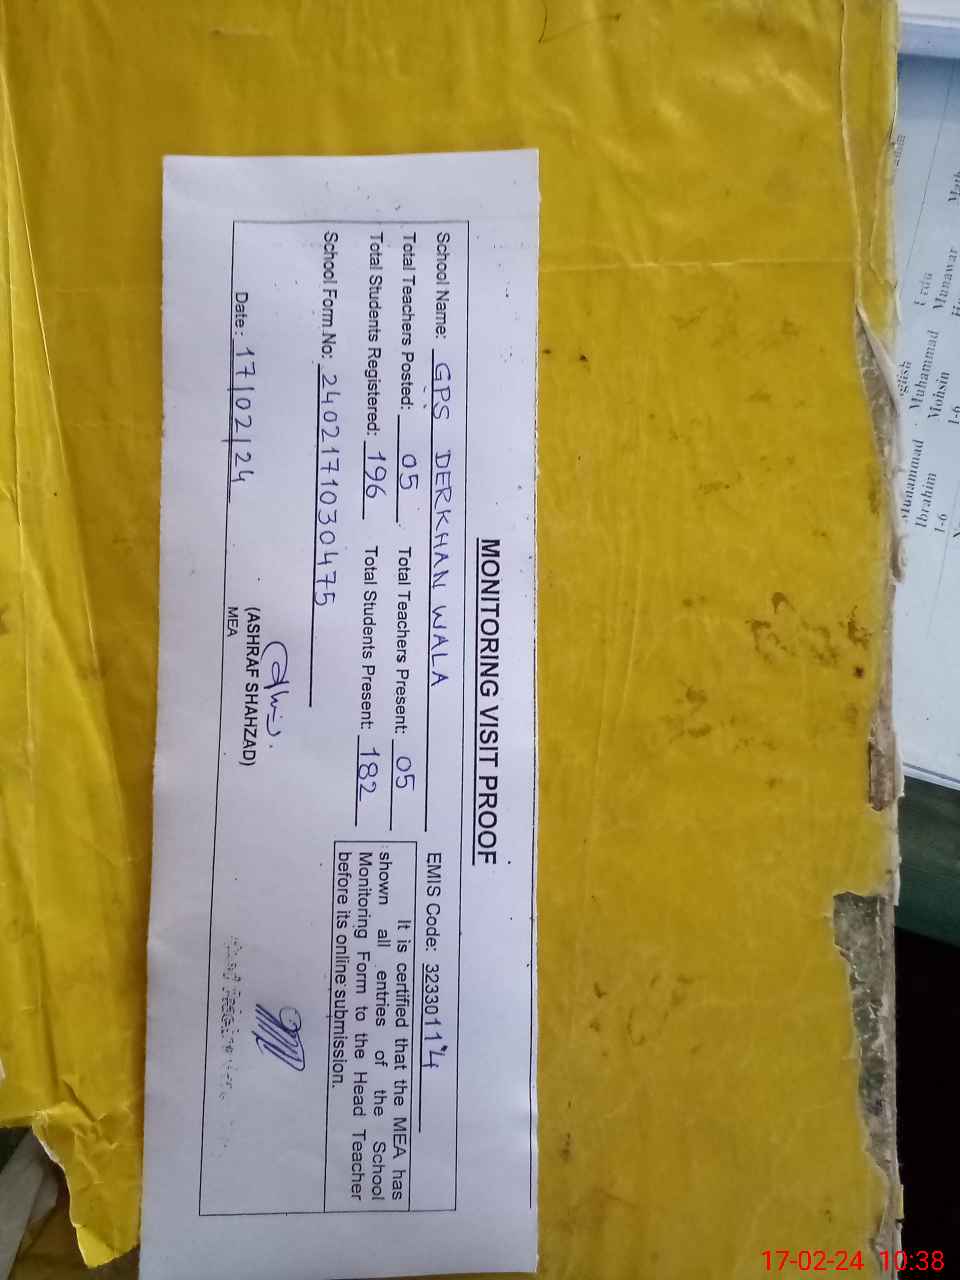 MONITORING VISIT PROOF
School Name: GPS DERKHAN WALA EMIS Code: 32330114
Total Teachers Posted: 05 Total Teachers Present: 05
Total Students Registered: 196 Total Students Present: 182
School Form No: 2402171030475
It is certified that the MEA has
shown all entries of the School
Monitoring Form to the Head Teacher
before its online submission.
Date: 17/02/24
(ASHRAF SHAHZAD)
MEA
17-02-24 10:38